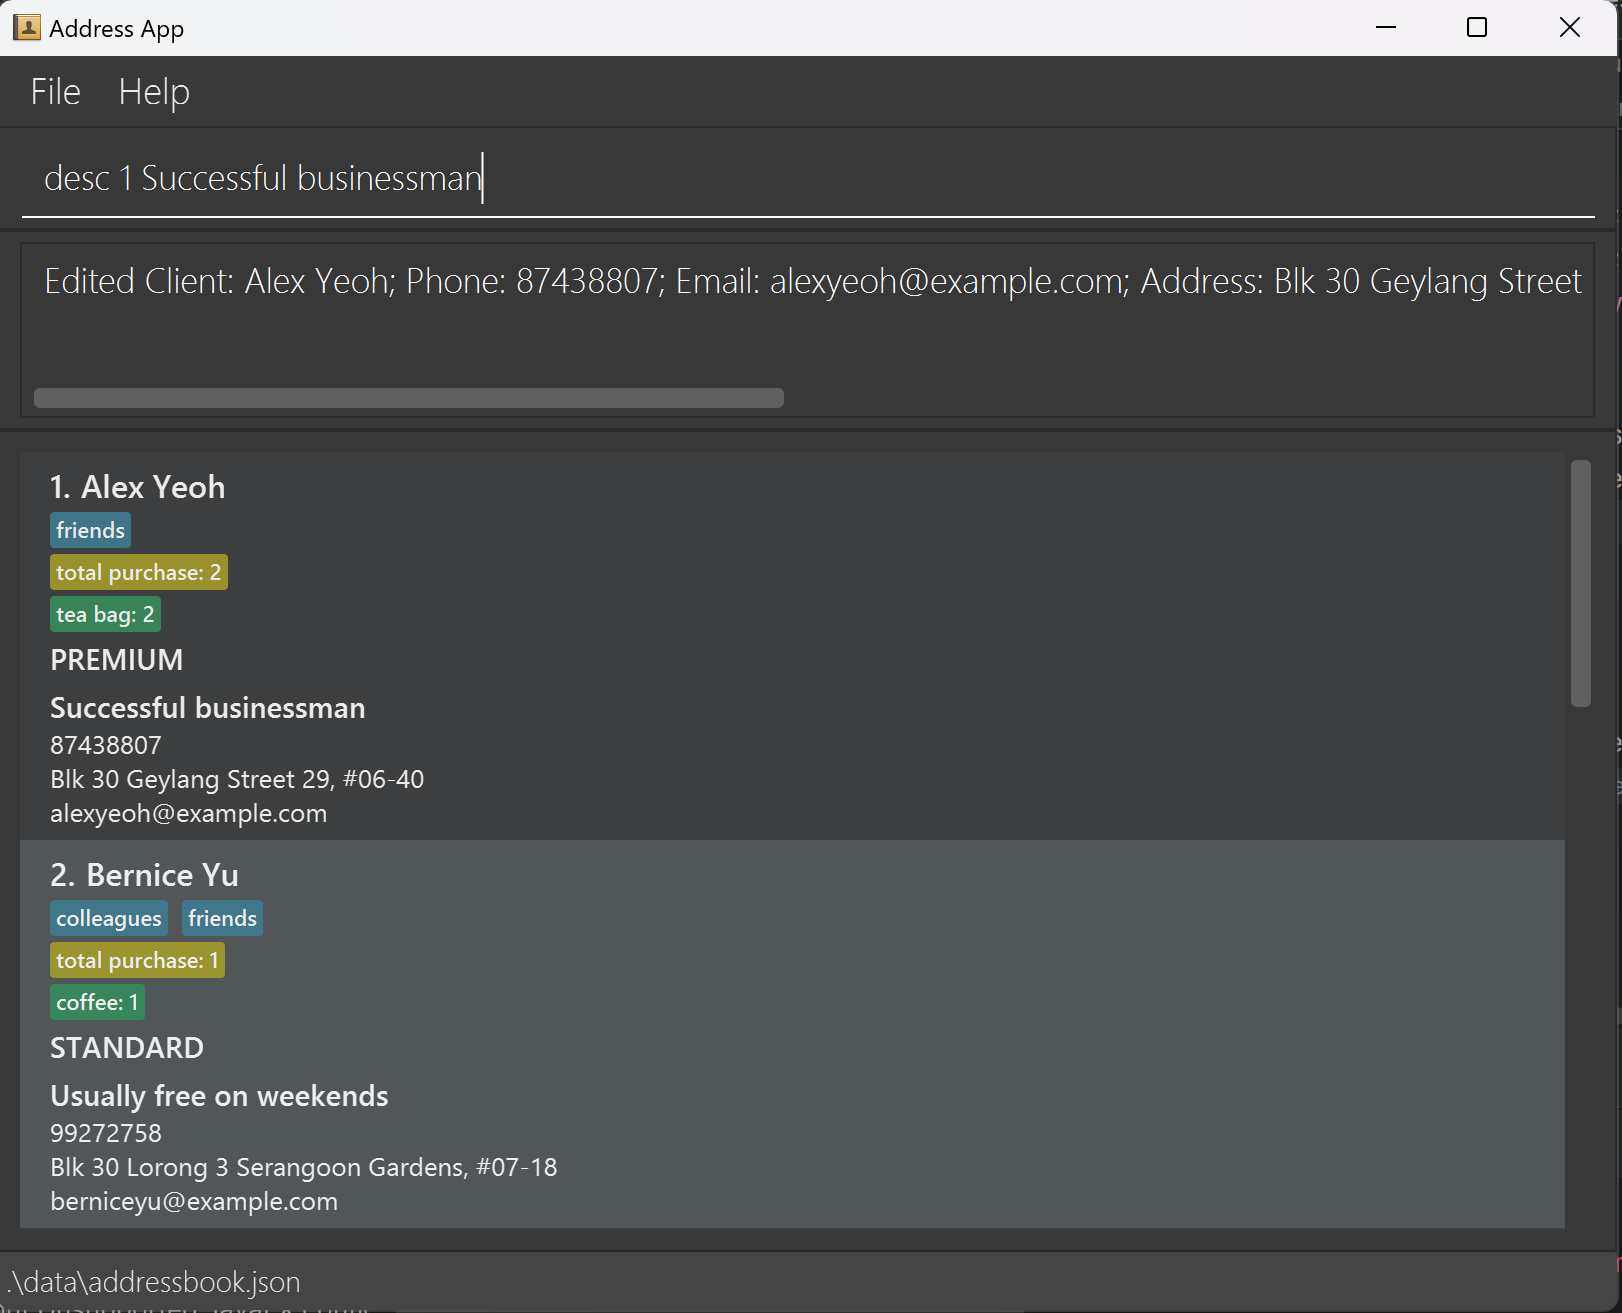 Address App
File Help
desc 1 Successful businessman
Edited Client: Alex Yeoh; Phone: 87438807; Email: alexyeoh@example.com; Address: Blk 30 Geylang Street
1. Alex Yeoh
friends
total purchase: 2
tea bag: 2
PREMIUM
Successful businessman
87438807
Blk 30 Geylang Street 29, #06-40
alexyeoh@example.com
2. Bernice Yu
colleagues friends
total purchase: 1
coffee: 1
STANDARD
Usually free on weekends
99272758
Blk 30 Lorong 3 Serangoon Gardens, #07-18
berniceyu@example.com
.\data\addressbook.json